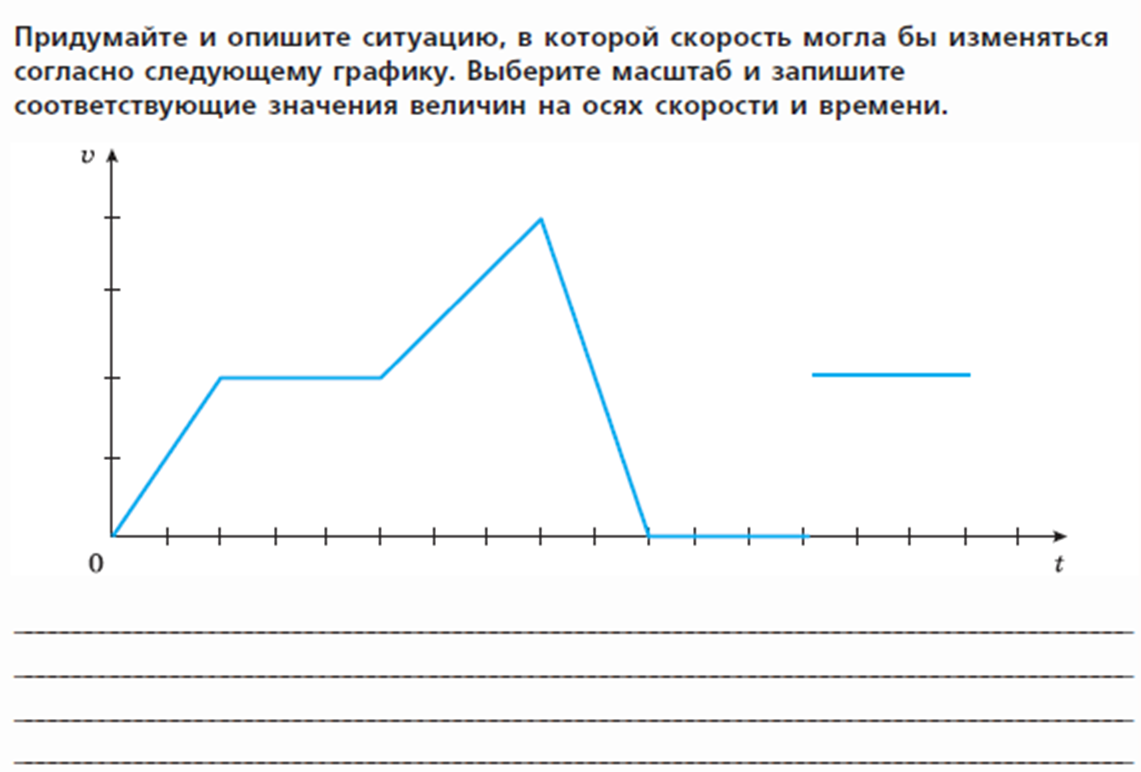 Придумайте и опишите ситуацию, в которой скорость могла бы изменяться
согласно следующему графику. Выберите масштаб и запишите
соответствующие значения величин на осях скорости и времени.
v
0
t